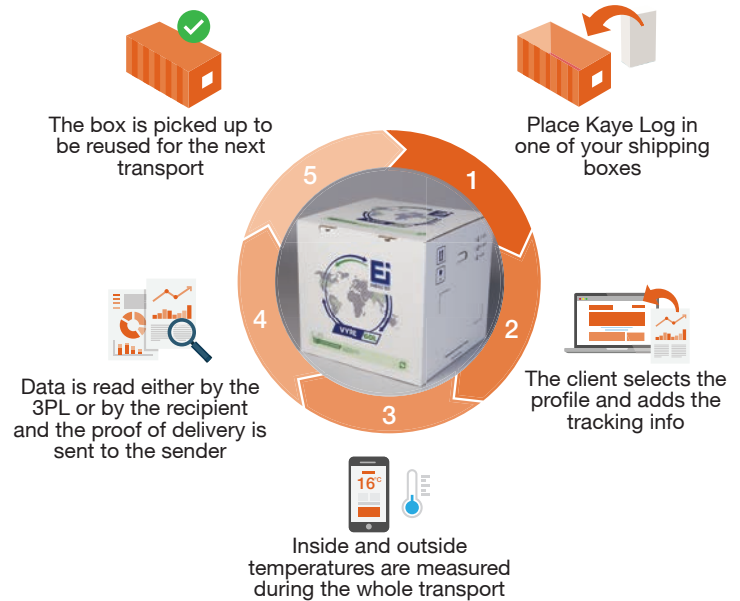 1
Place Kaye Log in
one of your shipping
boxes
2
The client selects the
profile and adds the
tracking info
3
16°C
Inside and outside
temperatures are measured
during the whole transport
4
Data is read either by the
3PL or by the recipient
and the proof of delivery is
sent to the sender
5
The box is picked up to
be reused for the next
transport
Ei